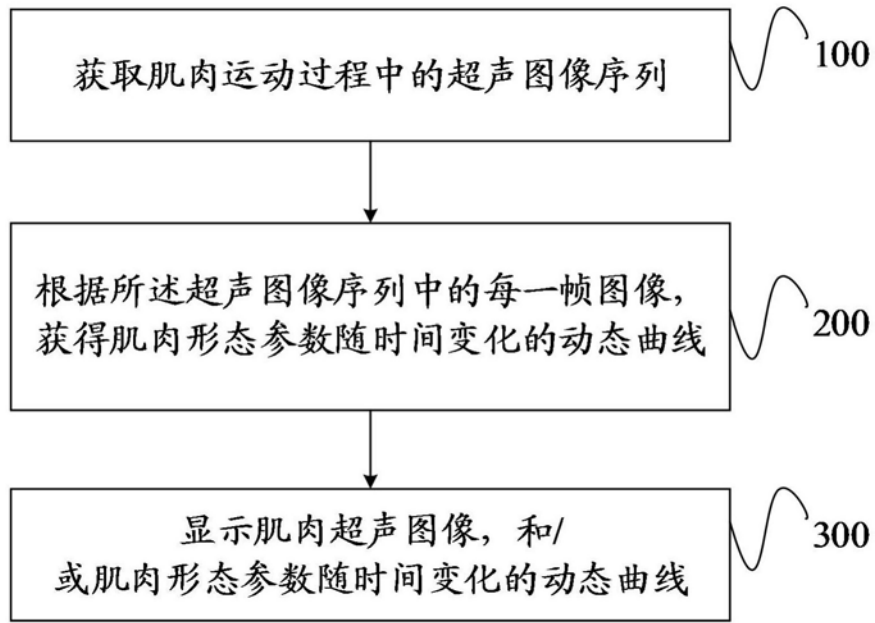 获取肌肉运动过程中的超声图像序列
100
根据所述超声图像序列中的每一帧图像，
获得肌肉形态参数随时间变化的动态曲线
200
显示肌肉超声图像，和/
或肌肉形态参数随时间变化的动态曲线
300